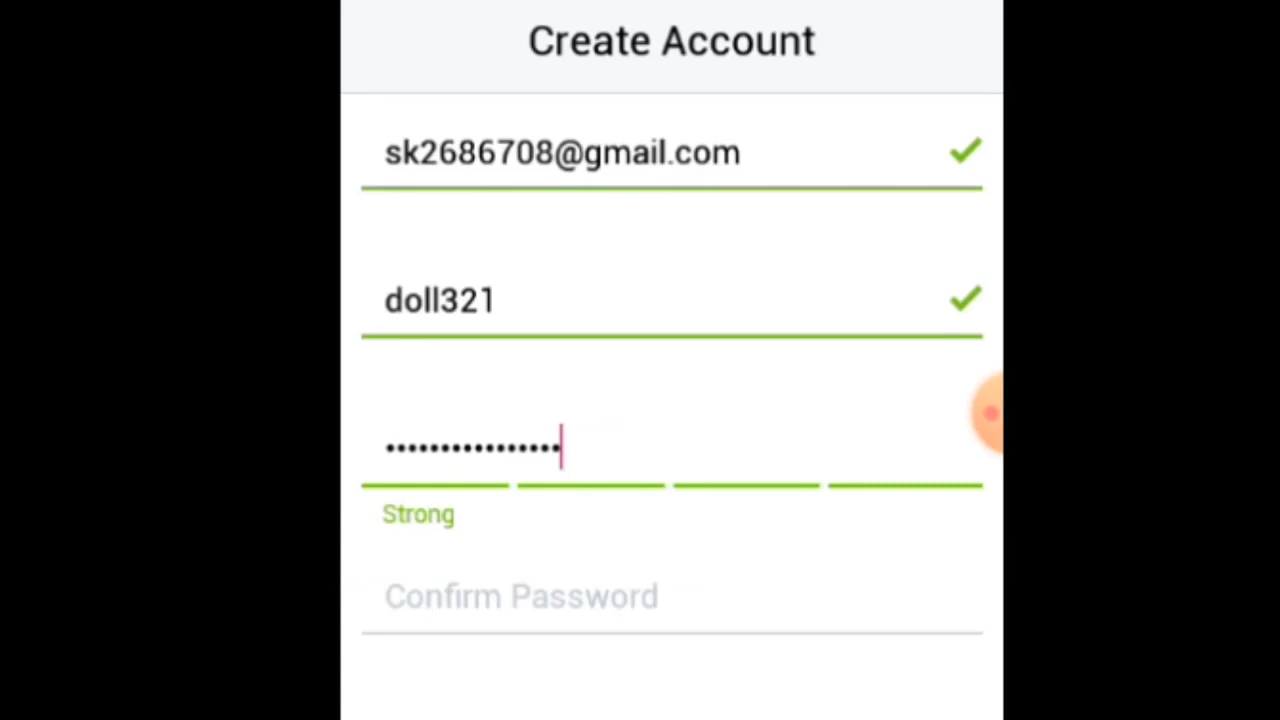 Create Account
sk2686708@gmail.com
doll321
••••••••••••••••
Strong
Confirm Password